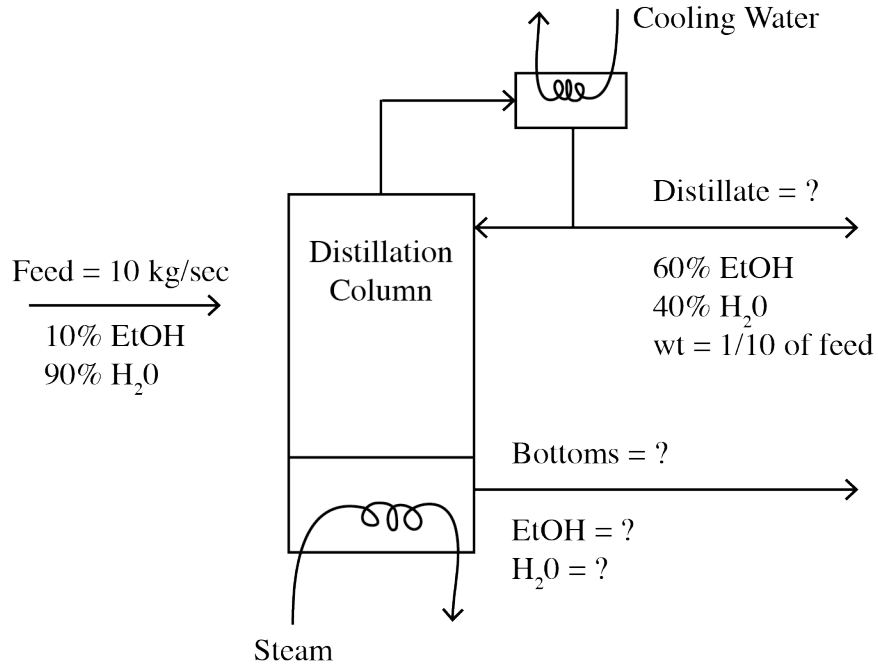 Cooling Water
Distillate = ?
Distillation
Column
Feed = 10 kg/sec
10% EtOH
90% H₂0
60% EtOH
40% H₂0
wt = 1/10 of feed
Bottoms = ?
EtOH = ?
H₂0 = ?
Steam